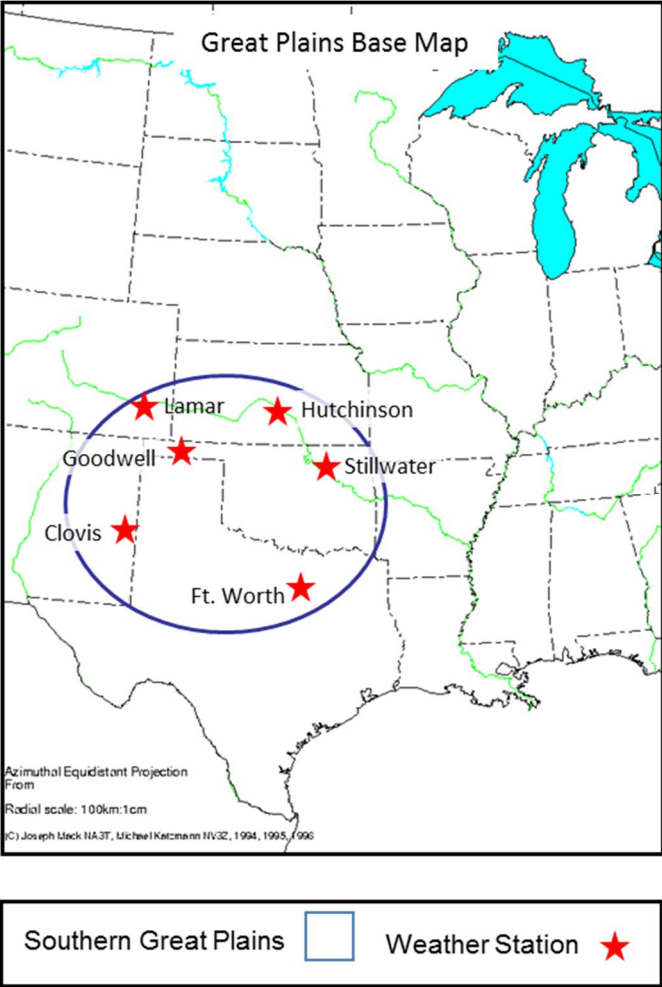 Great Plains Base Map
Lamar
Hutchinson
Goodwell
Stillwater
Clovis
Ft. Worth
Azimuthal Equidistant Projection
From
Radial scale: 100km:1cm
(C) Joseph Mack NA3T, Michael Katzmann NV3Z, 1994, 1995, 1996
Southern Great Plains
Weather Station